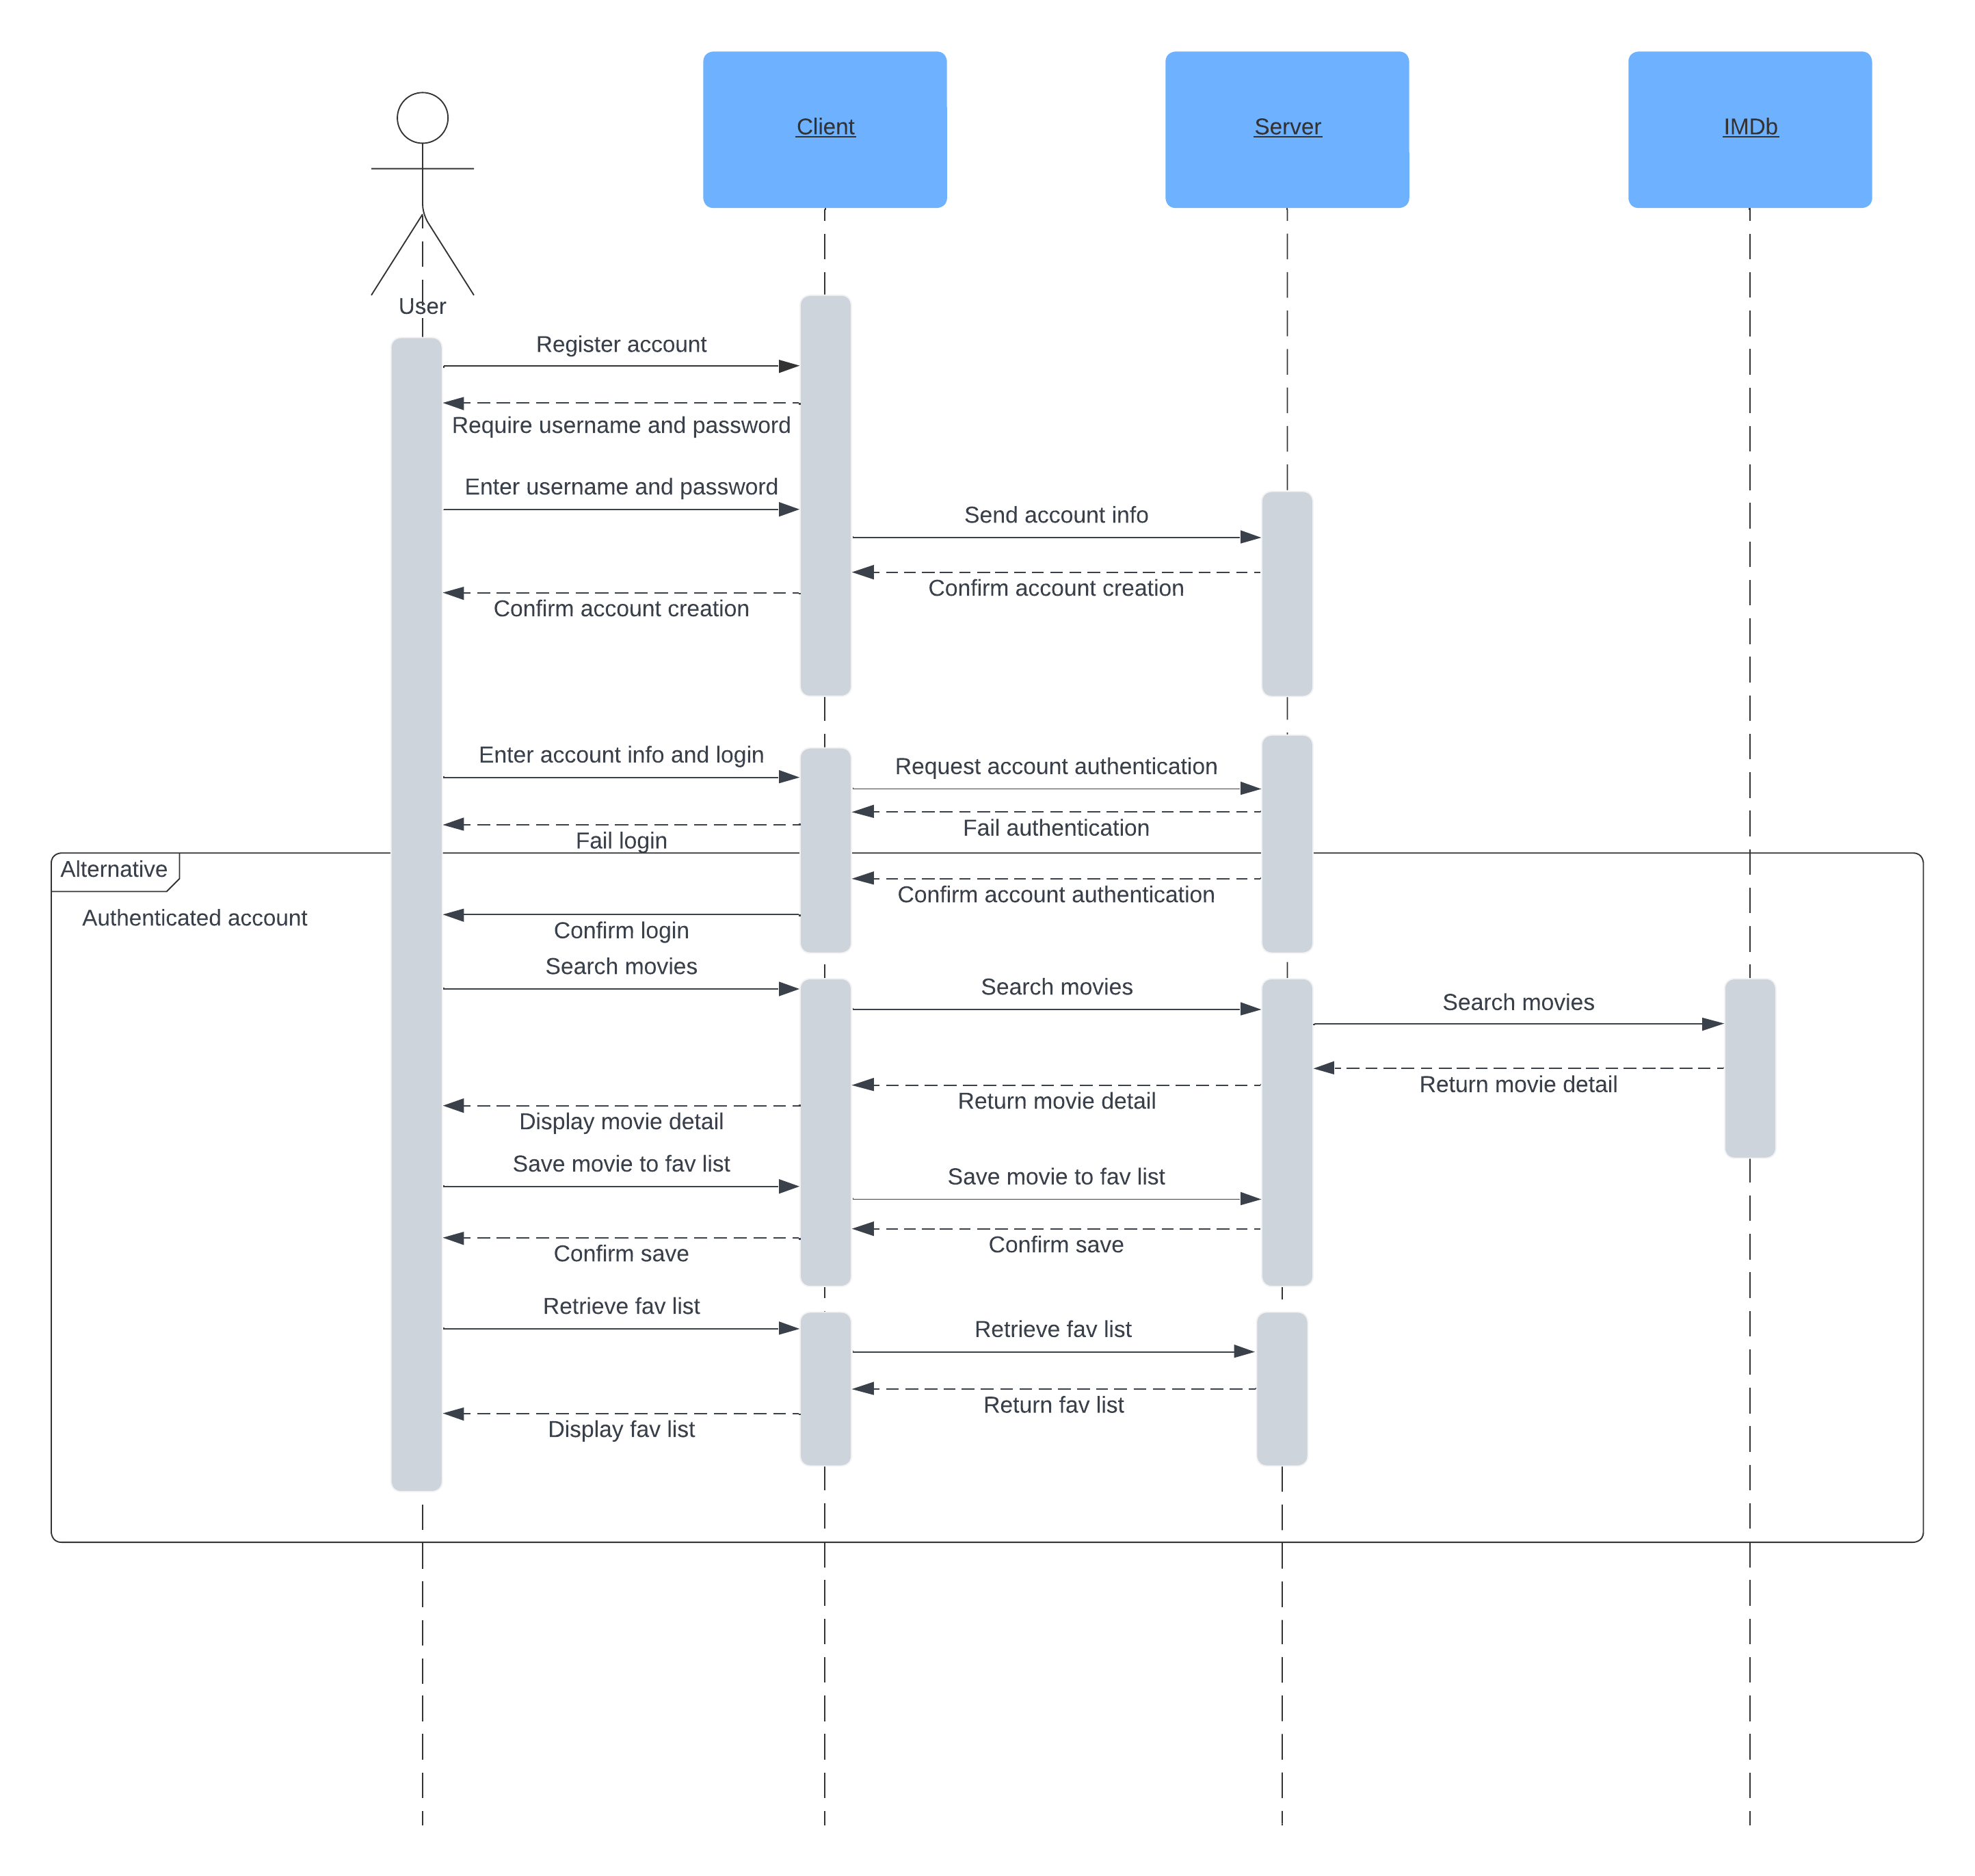 Client
Server
IMDb
User
Register account
Require username and password
Enter username and password
Send account info
Confirm account creation
Confirm account creation
Enter account info and login
Request account authentication
Fail authentication
Fail login
Alternative
Confirm account authentication
Authenticated account
Confirm login
Search movies
Search movies
Search movies
Return movie detail
Return movie detail
Display movie detail
Save movie to fav list
Save movie to fav list
Confirm save
Confirm save
Retrieve fav list
Retrieve fav list
Return fav list
Display fav list